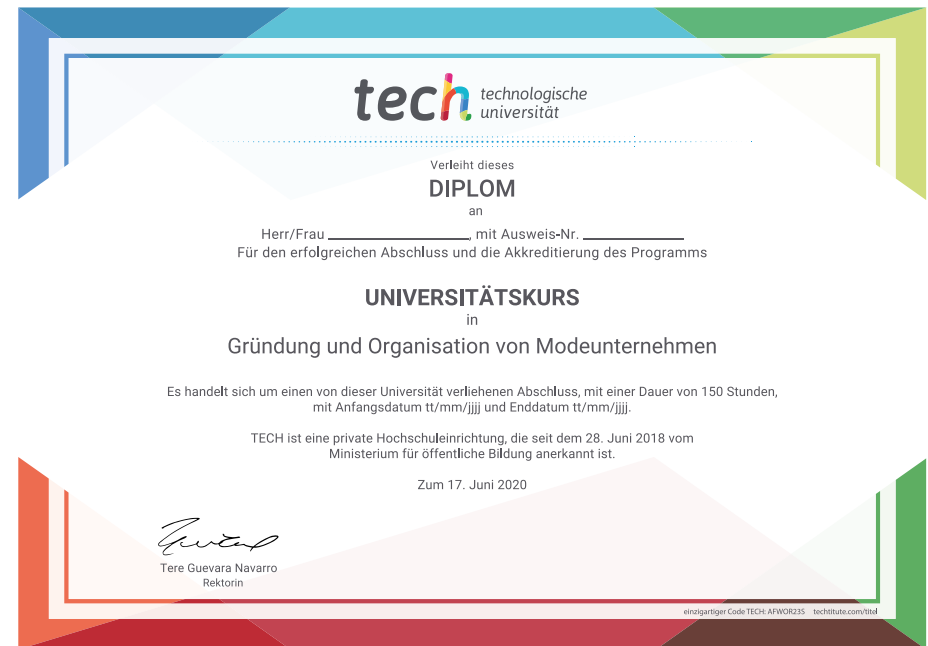 tech technologische
universität
Verleiht dieses
DIPLOM
an
Herr/Frau ____________________, mit Ausweis-Nr. ______________
Für den erfolgreichen Abschluss und die Akkreditierung des Programms
UNIVERSITÄTSKURS
in
Gründung und Organisation von Modeunternehmen
Es handelt sich um einen von dieser Universität verliehenen Abschluss, mit einer Dauer von 150 Stunden,
mit Anfangsdatum tt/mm/jjjj und Enddatum tt/mm/jjjj.
TECH ist eine private Hochschuleinrichtung, die seit dem 28. Juni 2018 vom
Ministerium für öffentliche Bildung anerkannt ist.
Zum 17. Juni 2020
Tere Guevara Navarro
Rektorin
einzigartiger Code TECH: AFWOR23S techtitute.com/titel